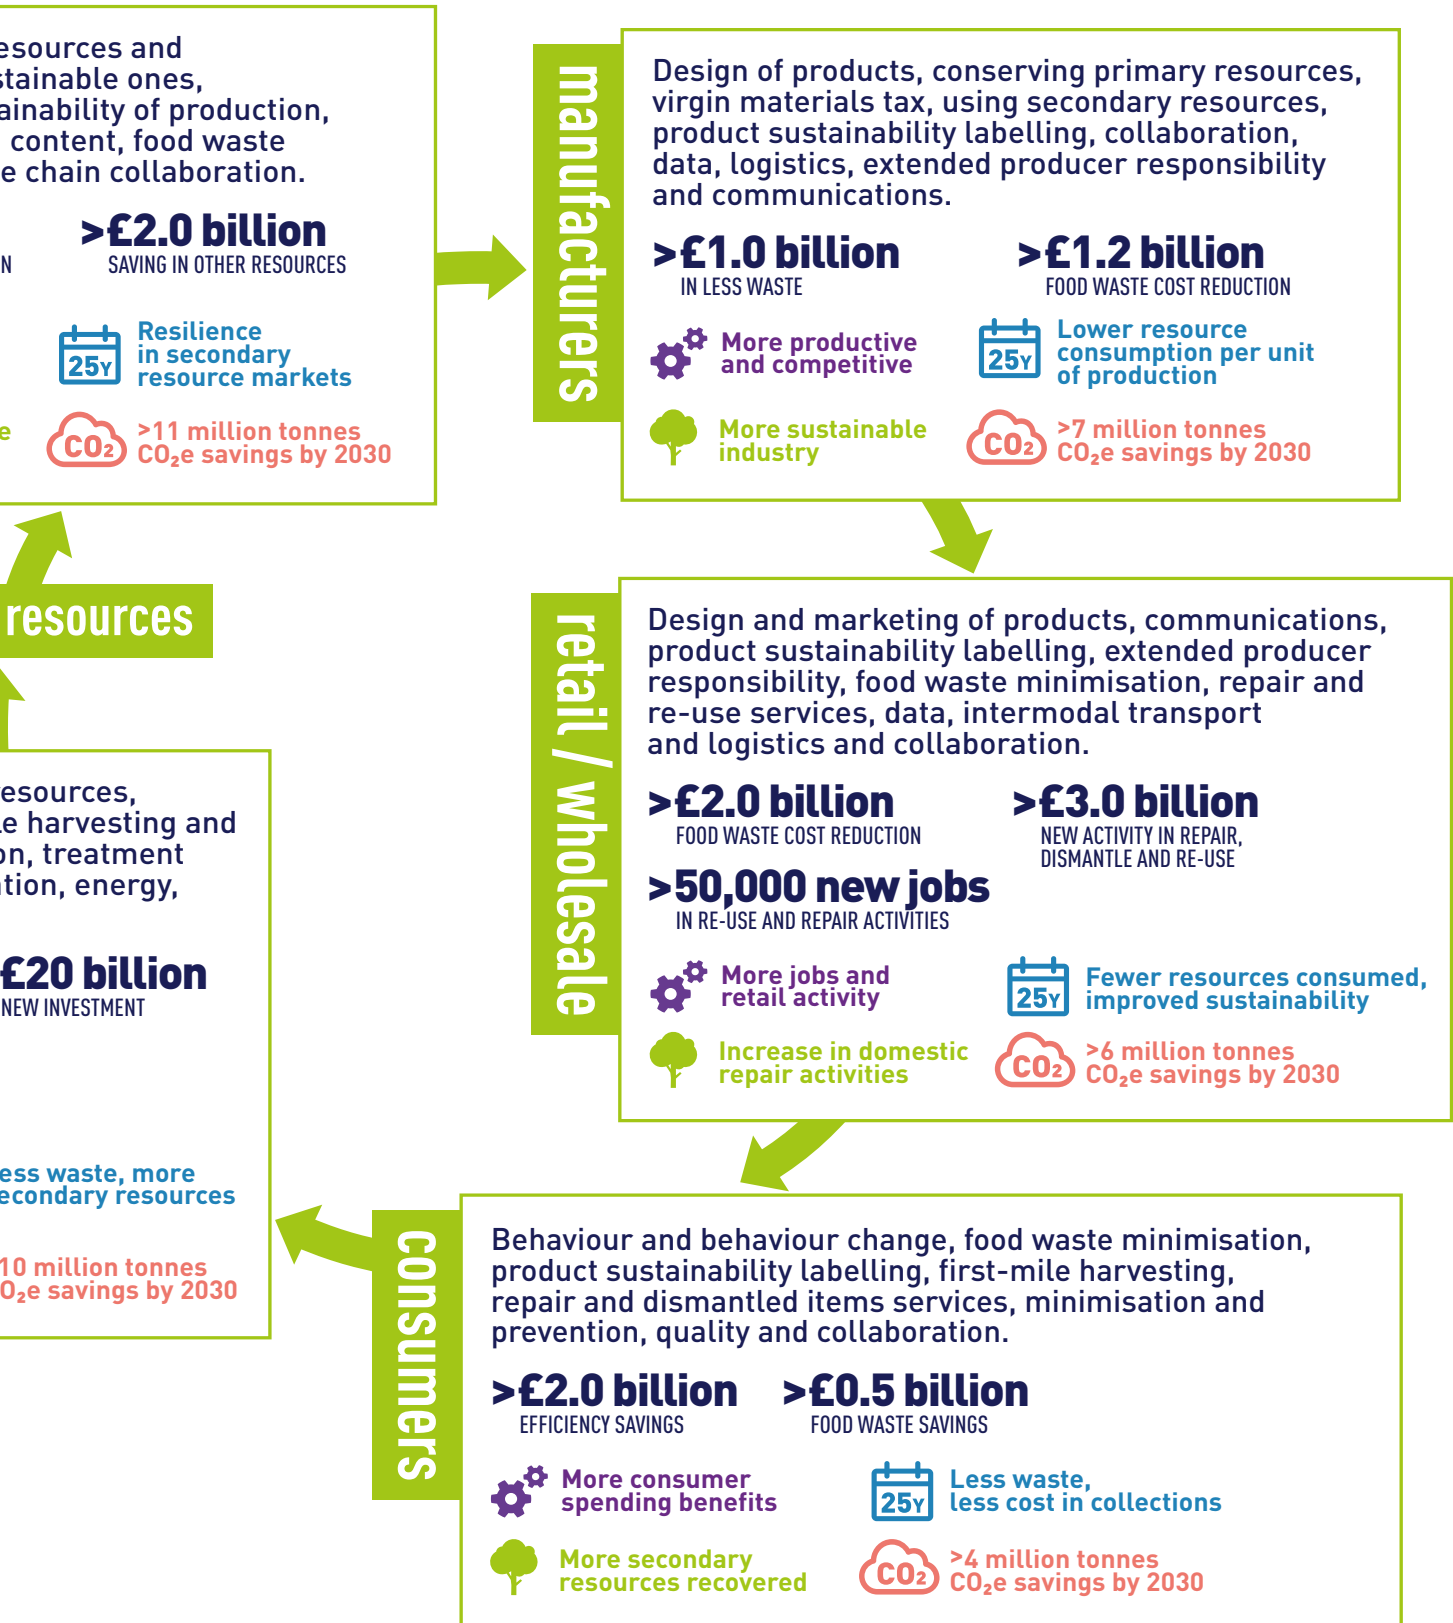 and
stainable ones,
of production,
content, food waste
chain collaboration.
>£2.0 billion
SAVING IN OTHER RESOURCES
25Y
Resilience
in secondary
resource markets
CO₂
>11 million tonnes
CO₂e savings by 2030
manufacturers
Design of products, conserving primary resources,
virgin materials tax, using secondary resources,
product sustainability labelling, collaboration,
data, logistics, extended producer responsibility
and communications.
>£1.0 billion
IN LESS WASTE
>£1.2 billion
FOOD WASTE COST REDUCTION
More productive
and competitive
25Y
Lower resource
consumption per unit
of production
More sustainable
industry
CO₂
>7 million tonnes
CO₂e savings by 2030
resources
retail / wholesale
Design and marketing of products, communications,
product sustainability labelling, extended producer
responsibility, food waste minimisation, repair and
re-use services, data, intermodal transport
and logistics and collaboration.
>£2.0 billion
FOOD WASTE COST REDUCTION
>£3.0 billion
NEW ACTIVITY IN REPAIR,
DISMANTLE AND RE-USE
>50,000 new jobs
IN RE-USE AND REPAIR ACTIVITIES
More jobs and
retail activity
25Y
Fewer resources consumed,
improved sustainability
Increase in domestic
repair activities
CO₂
>6 million tonnes
CO₂e savings by 2030
resources,
harvesting and
treatment
energy,
£20 billion
NEW INVESTMENT
waste, more
secondary resources
10 million tonnes
savings by 2030
consumers
Behaviour and behaviour change, food waste minimisation,
product sustainability labelling, first-mile harvesting,
repair and dismantled items services, minimisation and
prevention, quality and collaboration.
>£2.0 billion
EFFICIENCY SAVINGS
>£0.5 billion
FOOD WASTE SAVINGS
More consumer
spending benefits
25Y
Less waste,
less cost in collections
More secondary
resources recovered
CO₂
>4 million tonnes
CO₂e savings by 2030